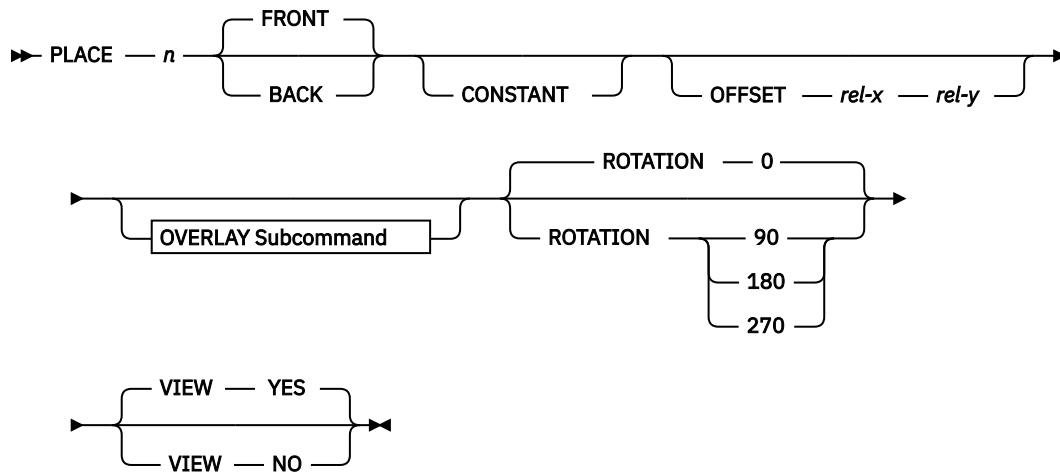 FRONT
PLACE n
BACK
CONSTANT
OFFSET rel-x rel-y
OVERLAY Subcommand
ROTATION 0
ROTATION 90
180
270
VIEW YES
VIEW NO